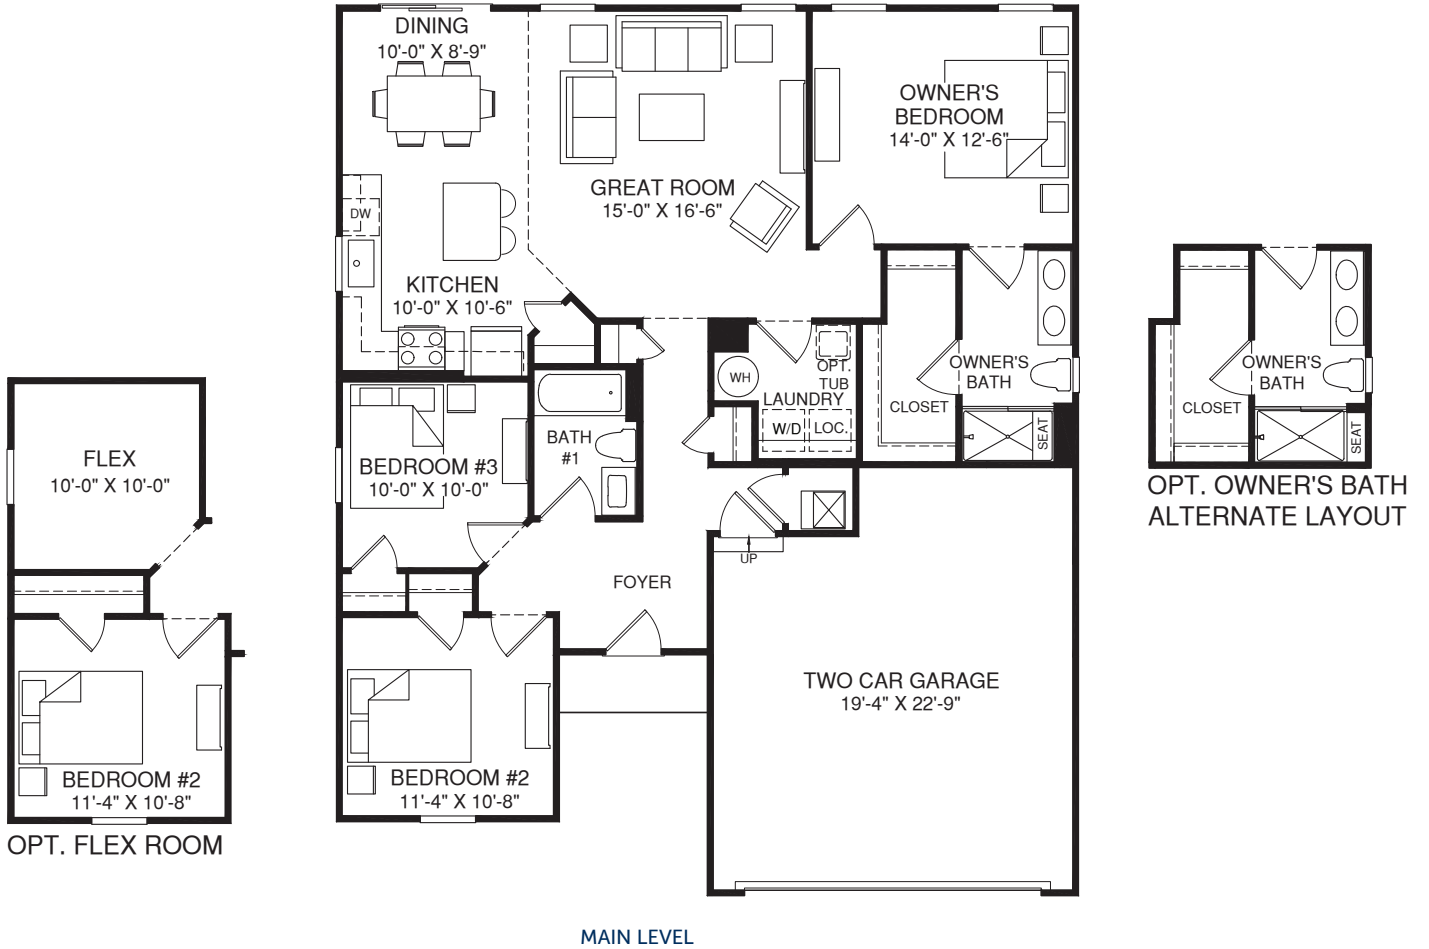 DINING
10'-0" X 8'-9"
OWNER'S
BEDROOM
14'-0" X 12'-6"
GREAT ROOM
15'-0" X 16'-6"
DW
KITCHEN
10'-0" X 10'-6"
WH
OPT.
TUB
LAUNDRY
W/D
LOC.
CLOSET
OWNER'S
BATH
SEAT
BATH
#1
BEDROOM #3
10'-0" X 10'-0"
UP
FOYER
BEDROOM #2
11'-4" X 10'-8"
TWO CAR GARAGE
19'-4" X 22'-9"
FLEX
10'-0" X 10'-0"
BEDROOM #2
11'-4" X 10'-8"
OPT. FLEX ROOM
OWNER'S
BATH
CLOSET
SEAT
OPT. OWNER'S BATH
ALTERNATE LAYOUT
MAIN LEVEL